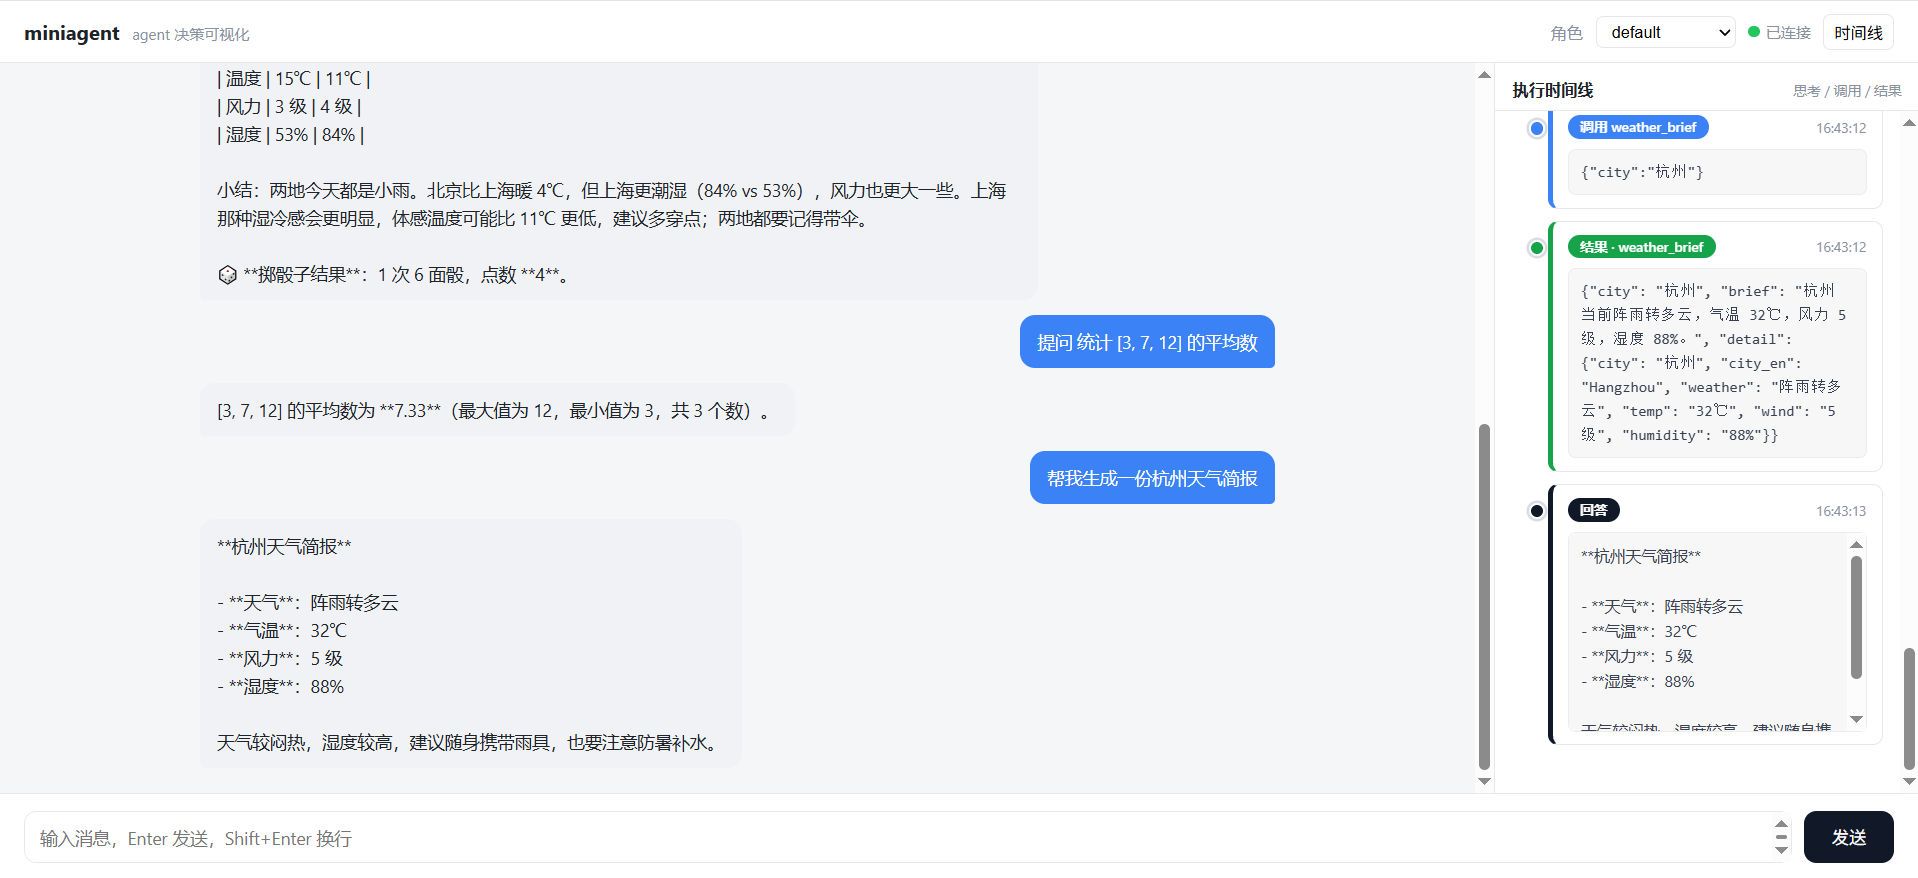 miniagent agent 决策可视化
角色 default 已连接 时间线
| 温度 | 15℃ | 11℃ |
| 风力 | 3 级 | 4 级 |
| 湿度 | 53% | 84% |
小结：两地今天都是小雨。北京比上海暖 4℃，但上海更潮湿（84% vs 53%），风力也更大一些。上海
那种湿冷感会更明显，体感温度可能比 11℃ 更低，建议多穿点；两地都要记得带伞。
🎲 **掷骰子结果**：1 次 6 面骰，点数 **4**。
提问 统计 [3, 7, 12] 的平均数
[3, 7, 12] 的平均数为 **7.33**（最大值为 12，最小值为 3，共 3 个数）。
帮我生成一份杭州天气简报
**杭州天气简报**
- **天气**：阵雨转多云
- **气温**：32℃
- **风力**：5 级
- **湿度**：88%
天气较闷热，湿度较高，建议随身携带雨具，也要注意防暑补水。
执行时间线 思考 / 调用 / 结果
调用 weather_brief 16:43:12
{"city":"杭州"}
结果 · weather_brief 16:43:12
{"city": "杭州", "brief": "杭州
当前阵雨转多云，气温 32℃，风力 5
级，湿度 88%。", "detail":
{"city": "杭州", "city_en":
"Hangzhou", "weather": "阵雨转多
云", "temp": "32℃", "wind": "5
级", "humidity": "88%"}}
回答 16:43:13
**杭州天气简报**
- **天气**：阵雨转多云
- **气温**：32℃
- **风力**：5 级
- **湿度**：88%
天气较闷热，湿度较高，建议随身携
输入消息，Enter 发送，Shift+Enter 换行
发送